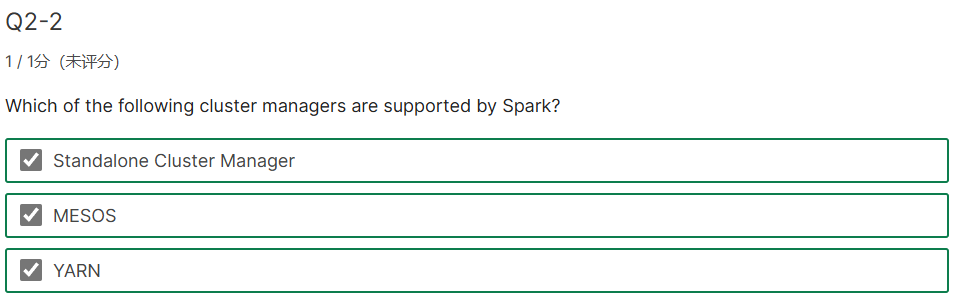 Q2-2
1 / 1分（未评分）
Which of the following cluster managers are supported by Spark?
Standalone Cluster Manager
MESOS
YARN